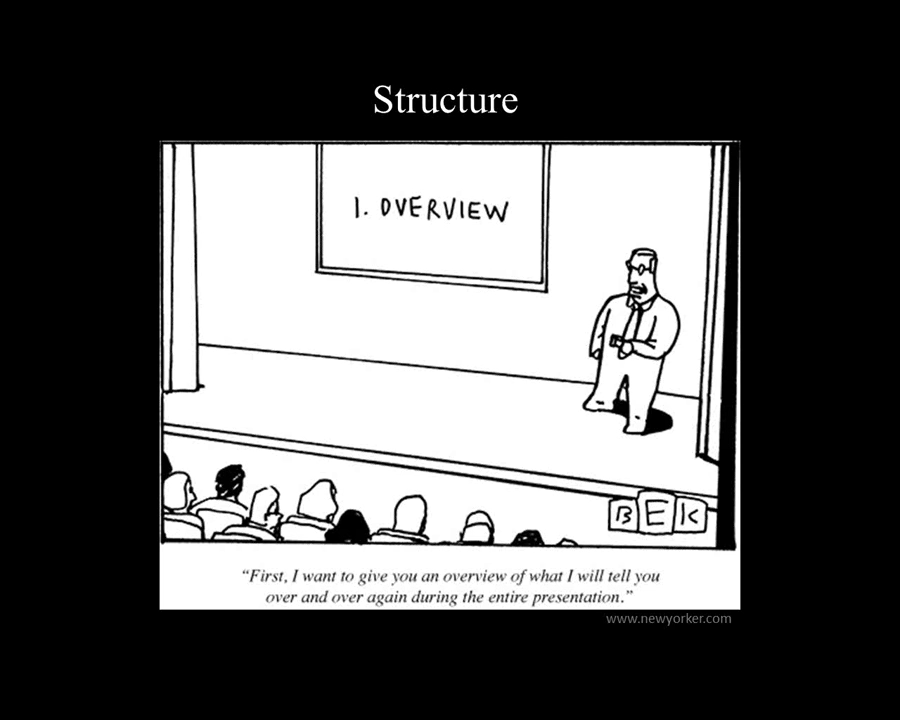 Structure
1. OVERVIEW
BEK
“First, I want to give you an overview of what I will tell you
over and over again during the entire presentation.”
www.newyorker.com